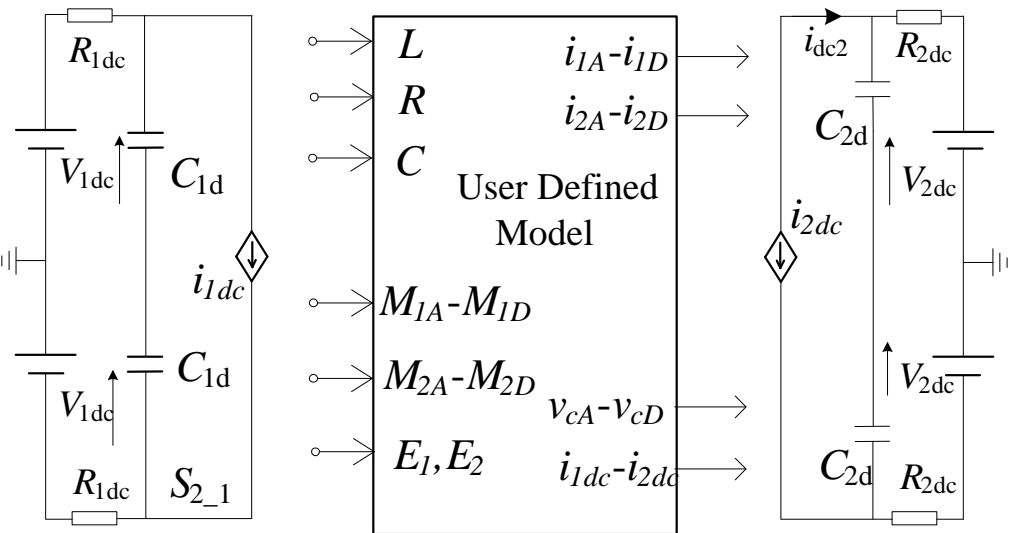 R1dc
V1dc
C1d
i1dc
C1d
V1dc
R1dc
S2_1
L
R
C
User Defined
Model
M1A-M1D
M2A-M2D
E1,E2
i1A-i1D
i2A-i2D
vcA-vcD
i1dc-i2dc
idc2
R2dc
C2d
V2dc
i2dc
V2dc
C2d
R2dc